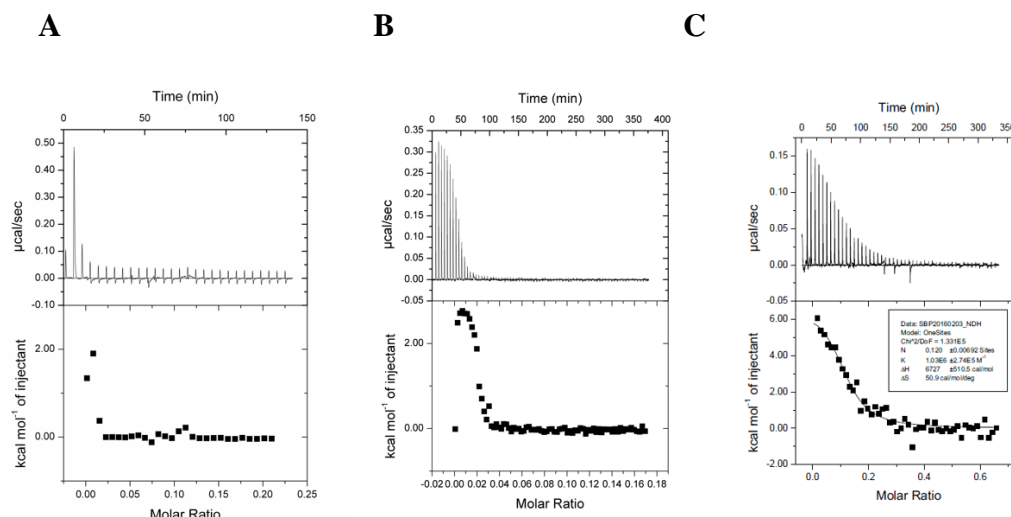 A
B
C
Time (min)
0 50 100 150
0.50
0.40
0.30
0.20
0.10
0.00
-0.10
µcal/sec
2.00
0.00
kcal mol⁻¹ of injectant
0.00 0.05 0.10 0.15 0.20 0.25
Molar Ratio
Time (min)
0 50 100 150 200 250 300 350 400
0.35
0.30
0.25
0.20
0.15
0.10
0.05
0.00
-0.05
µcal/sec
2.00
0.00
kcal mol⁻¹ of injectant
-0.02 0.00 0.02 0.04 0.06 0.08 0.10 0.12 0.14 0.16 0.18
Molar Ratio
Time (min)
0 50 100 150 200 250 300 350
0.15
0.10
0.05
0.00
-0.05
µcal/sec
Data: SBP20160203_NDH
Model: OneSites
Chi^2/DoF = 1.331E5
N 0.120 ±0.00692 Sites
K 1.03E6 ±2.74E5 M⁻¹
ΔH 6727 ±510.5 cal/mol
ΔS 50.9 cal/mol/deg
6.00
4.00
2.00
0.00
-2.00
kcal mol⁻¹ of injectant
0.0 0.2 0.4 0.6
Molar Ratio